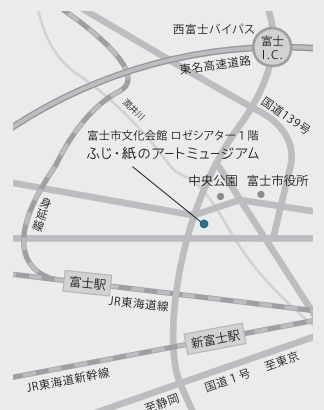 西富士バイパス
富士
I.C.
東名高速道路
国道139号
潤井川
富士市文化会館 ロゼシアター1階
ふじ・紙のアートミュージアム
中央公園
富士市役所
身延線
富士駅
JR東海道線
新富士駅
JR東海道新幹線
国道1号
至東京
至静岡